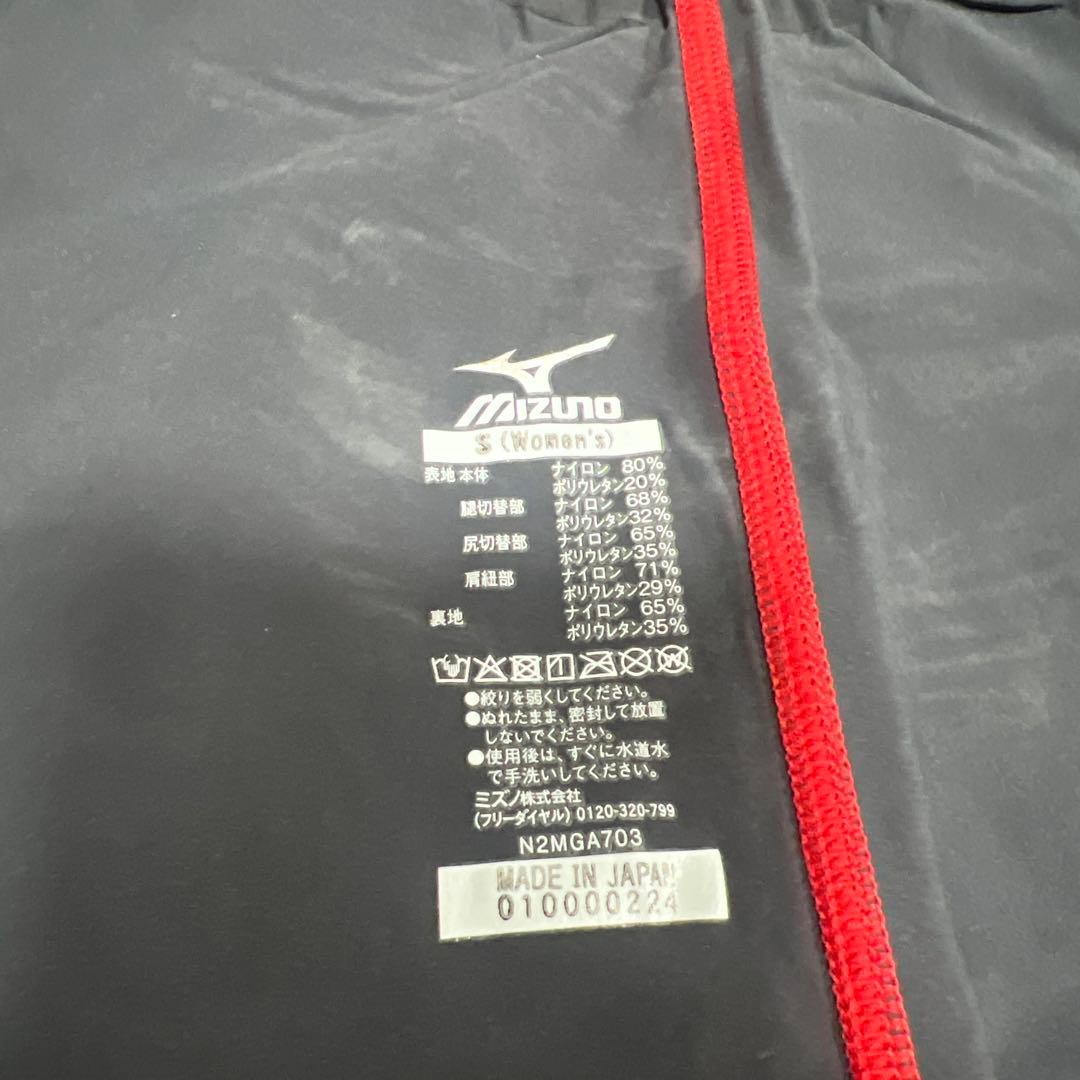 MIZUNO
S (Women's)
表地 本体 ナイロン 80%
ポリウレタン20%
腿切替部 ナイロン 68%
ポリウレタン32%
尻切替部 ナイロン 65%
ポリウレタン35%
肩紐部 ナイロン 71%
ポリウレタン29%
裏地 ナイロン 65%
ポリウレタン35%
●絞りを弱くしてください。
●ぬれたまま、密封して放置
しないでください。
●使用後は、すぐに水道水
で手洗いしてください。
ミズノ株式会社
(フリーダイヤル) 0120-320-799
N2MGA703
MADE IN JAPAN
010000224